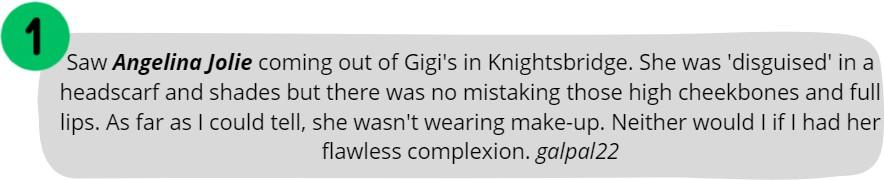 1
Saw Angelina Jolie coming out of Gigi's in Knightsbridge. She was 'disguised' in a
headscarf and shades but there was no mistaking those high cheekbones and full
lips. As far as I could tell, she wasn't wearing make-up. Neither would I if I had her
flawless complexion. galpal22